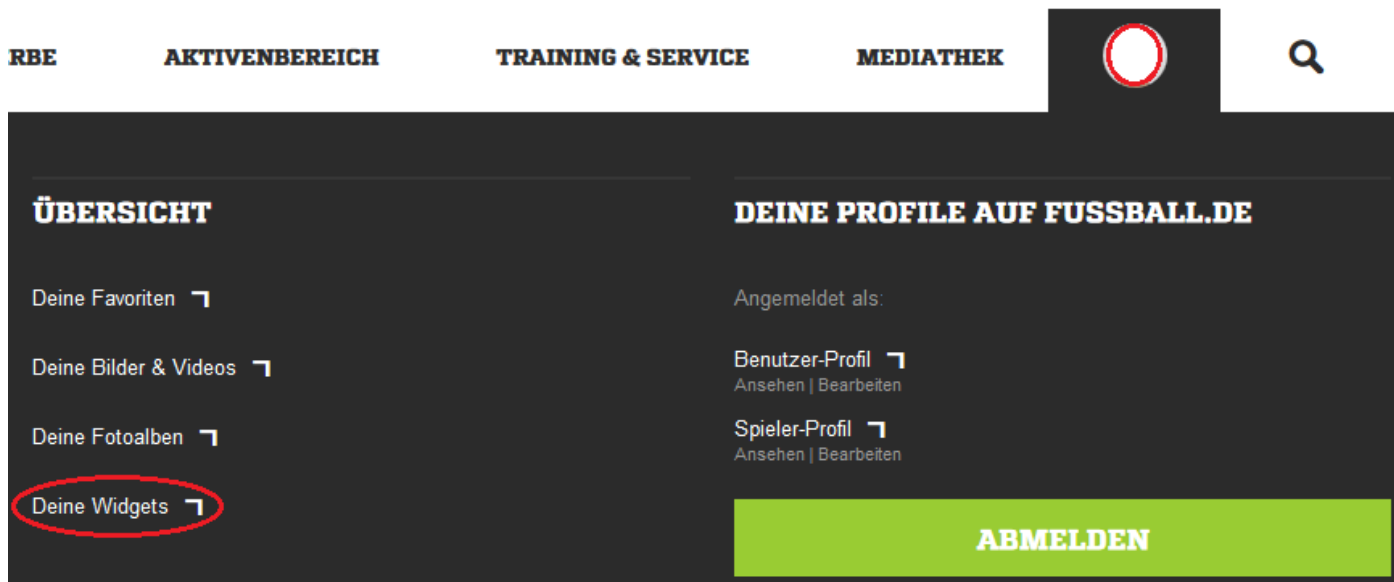 RBE AKTIVENBEREICH TRAINING & SERVICE MEDIATHEK
ÜBERSICHT
Deine Favoriten
Deine Bilder & Videos
Deine Fotoalben
Deine Widgets
DEINE PROFILE AUF FUSSBALL.DE
Angemeldet als:
Benutzer-Profil
Ansehen | Bearbeiten
Spieler-Profil
Ansehen | Bearbeiten
ABMELDEN